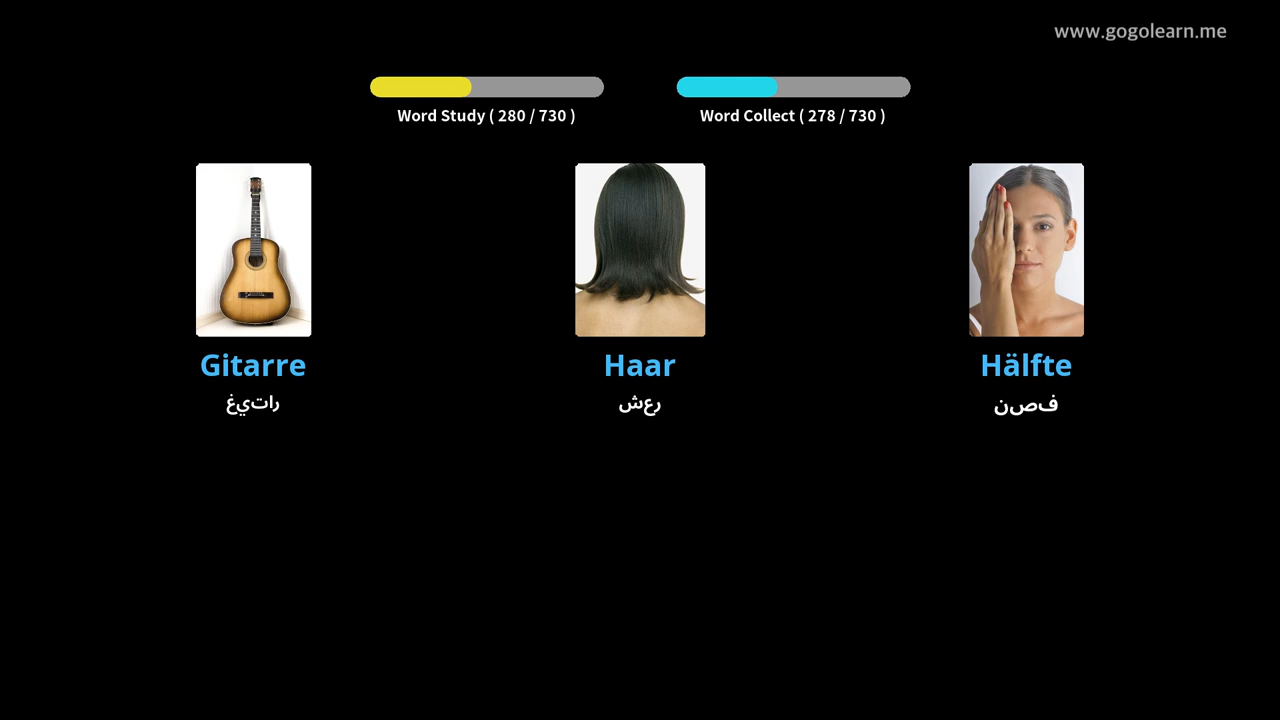 www.gogolearn.me
Word Study ( 280 / 730 )
Word Collect ( 278 / 730 )
Gitarre
راتيغ
Haar
رعش
Hälfte
فصن